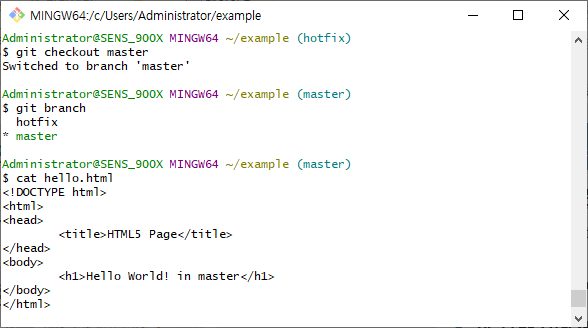 MINGW64:/c/Users/Administrator/example
Administrator@SENS_900X MINGW64 ~/example (hotfix)
$ git checkout master
Switched to branch 'master'
Administrator@SENS_900X MINGW64 ~/example (master)
$ git branch
  hotfix
* master
Administrator@SENS_900X MINGW64 ~/example (master)
$ cat hello.html
<!DOCTYPE html>
<html>
<head>
        <title>HTML5 Page</title>
</head>
<body>
        <h1>Hello World! in master</h1>
</body>
</html>